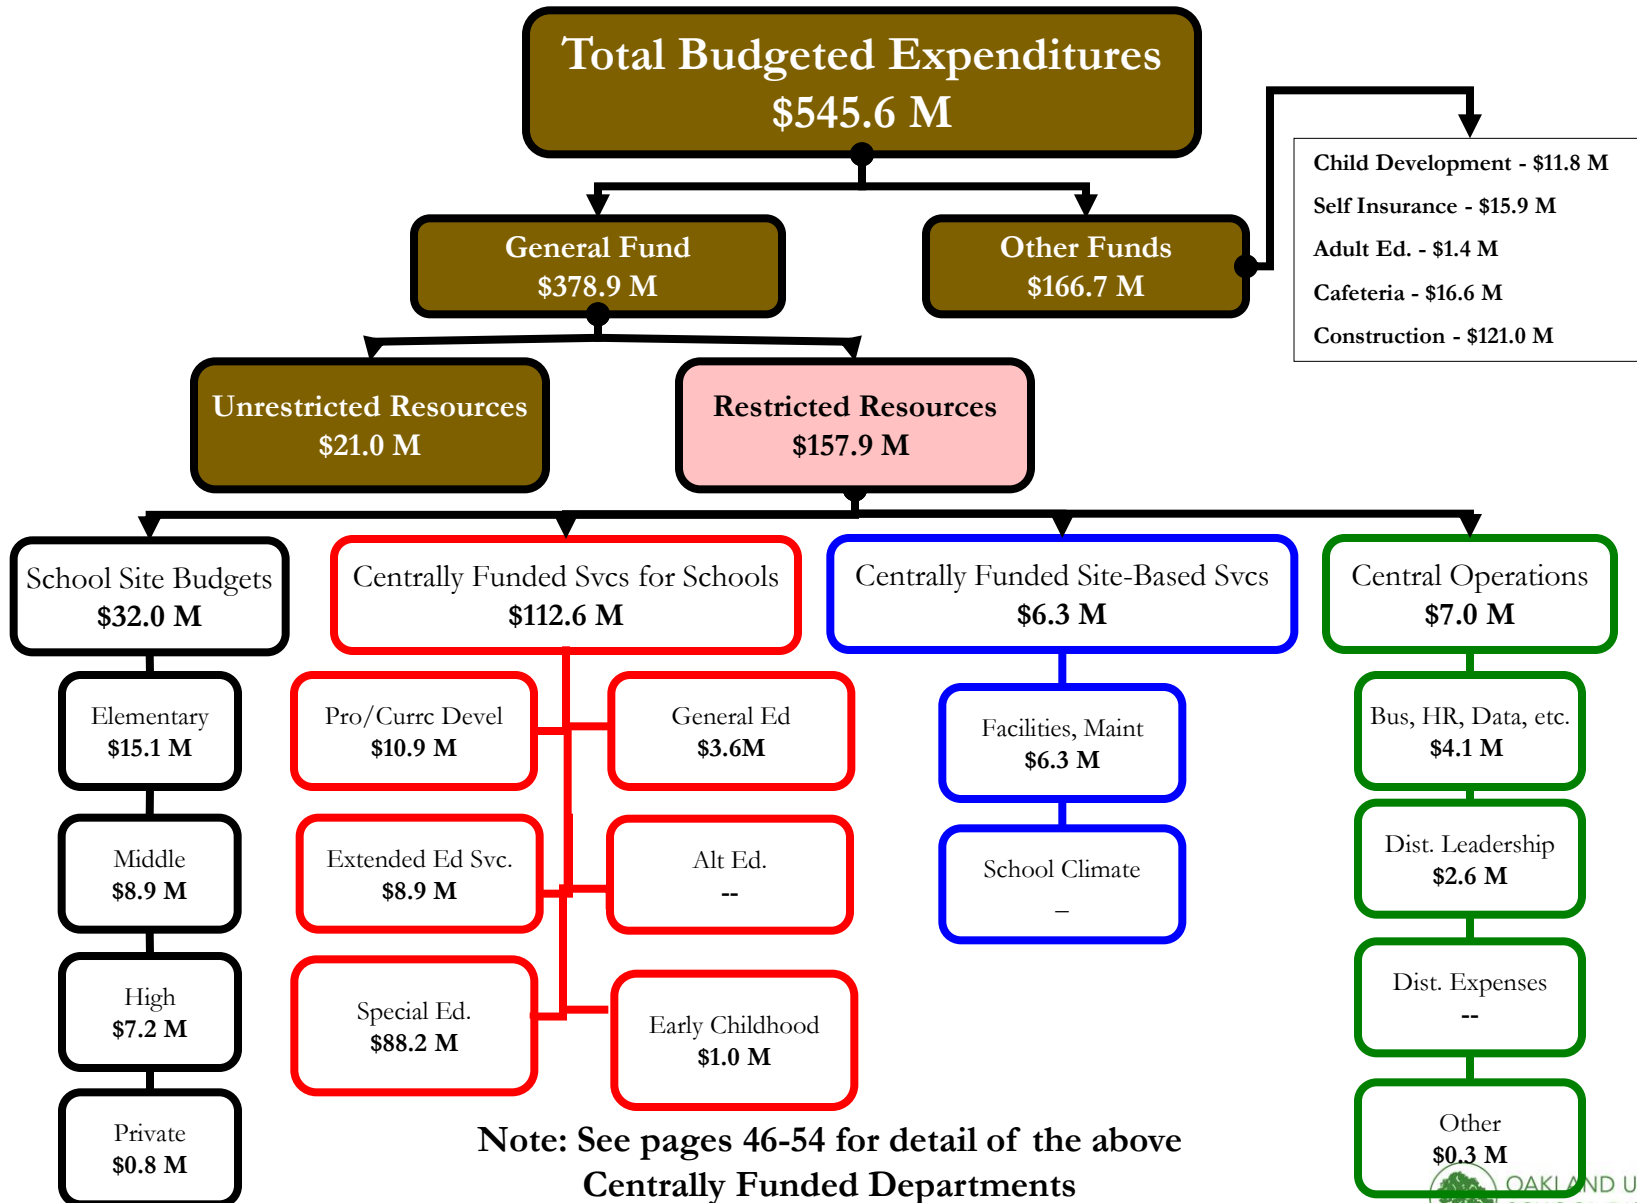 Total Budgeted Expenditures
$545.6 M
Child Development - $11.8 M
Self Insurance - $15.9 M
Adult Ed. - $1.4 M
Cafeteria - $16.6 M
Construction - $121.0 M
General Fund
$378.9 M
Other Funds
$166.7 M
Unrestricted Resources
$21.0 M
Restricted Resources
$157.9 M
School Site Budgets
$32.0 M
Centrally Funded Svcs for Schools
$112.6 M
Centrally Funded Site-Based Svcs
$6.3 M
Central Operations
$7.0 M
Elementary
$15.1 M
Middle
$8.9 M
High
$7.2 M
Private
$0.8 M
Pro/Currc Devel
$10.9 M
General Ed
$3.6M
Extended Ed Svc.
$8.9 M
Alt Ed.
--
Special Ed.
$88.2 M
Early Childhood
$1.0 M
Facilities, Maint
$6.3 M
School Climate
–
Bus, HR, Data, etc.
$4.1 M
Dist. Leadership
$2.6 M
Dist. Expenses
--
Other
$0.3 M
Note: See pages 46-54 for detail of the above
Centrally Funded Departments
OAKLAND U